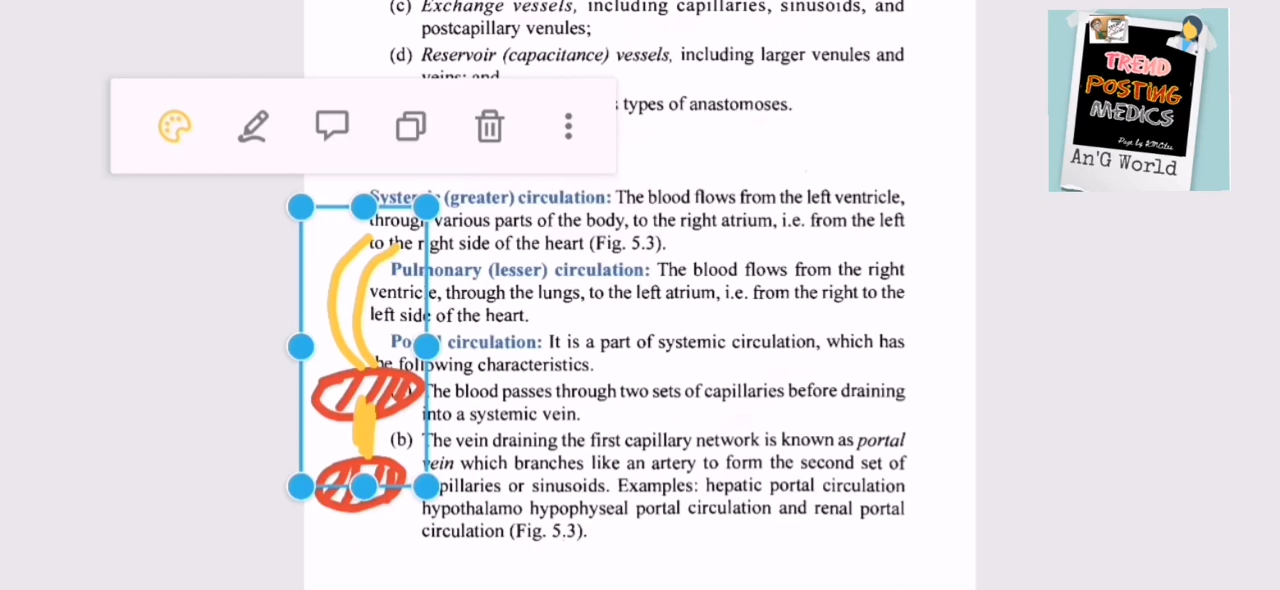 (c) Exchange vessels, including capillaries, sinusoids, and
postcapillary venules;
(d) Reservoir (capacitance) vessels, including larger venules and
veins; and
types of anastomoses.
(greater) circulation: The blood flows from the left ventricle,
through various parts of the body, to the right atrium, i.e. from the left
to the right side of the heart (Fig. 5.3).
Pulmonary (lesser) circulation: The blood flows from the right
ventricle, through the lungs, to the left atrium, i.e. from the right to the
left side of the heart.
circulation: It is a part of systemic circulation, which has
following characteristics.
The blood passes through two sets of capillaries before draining
into a systemic vein.
(b) The vein draining the first capillary network is known as portal
vein which branches like an artery to form the second set of
pillaries or sinusoids. Examples: hepatic portal circulation
hypothalamo hypophyseal portal circulation and renal portal
circulation (Fig. 5.3).
TREND
POSTING
MEDICS
An'G World